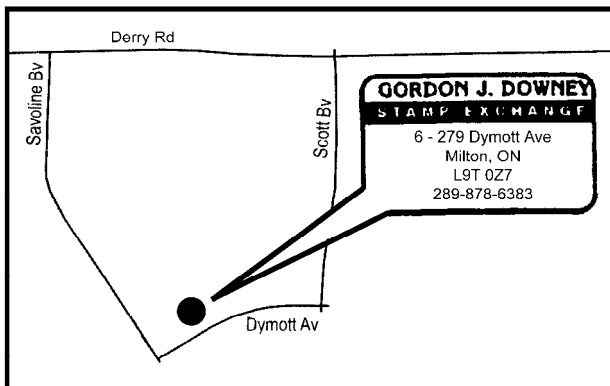 Derry Rd
Savoline Bv
Scott Bv
GORDON J. DOWNEY
STAMP EXCHANGE
6 - 279 Dymott Ave
Milton, ON
L9T 0Z7
289-878-6383
Dymott Av